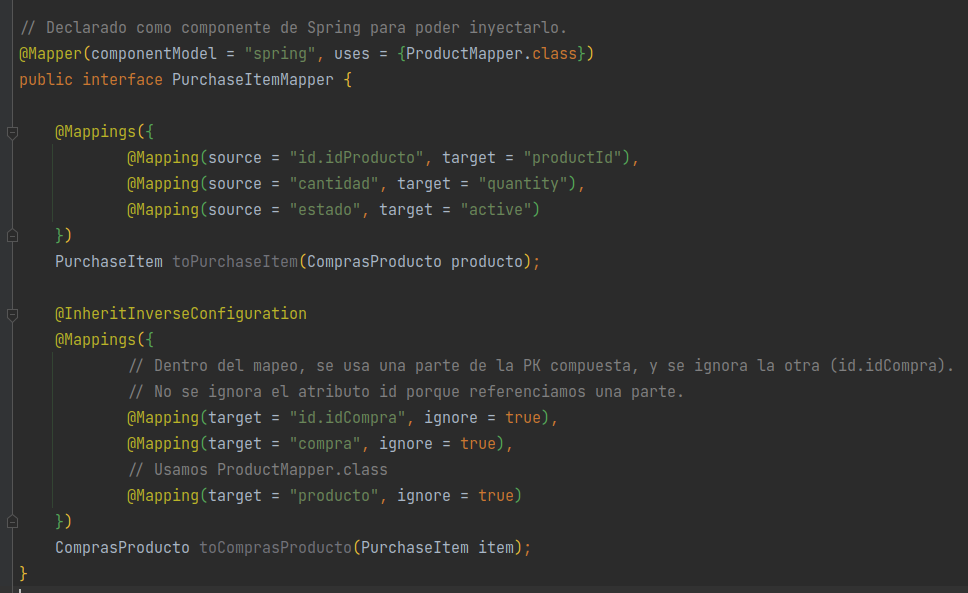 // Declarado como componente de Spring para poder inyectarlo.
@Mapper(componentModel = "spring", uses = {ProductMapper.class})
public interface PurchaseItemMapper {
@Mappings({
@Mapping(source = "id.idProducto", target = "productId"),
@Mapping(source = "cantidad", target = "quantity"),
@Mapping(source = "estado", target = "active")
})
PurchaseItem toPurchaseItem(ComprasProducto producto);
@InheritInverseConfiguration
@Mappings({
// Dentro del mapeo, se usa una parte de la PK compuesta, y se ignora la otra (id.idCompra).
// No se ignora el atributo id porque referenciamos una parte.
@Mapping(target = "id.idCompra", ignore = true),
@Mapping(target = "compra", ignore = true),
// Usamos ProductMapper.class
@Mapping(target = "producto", ignore = true)
})
ComprasProducto toComprasProducto(PurchaseItem item);
}